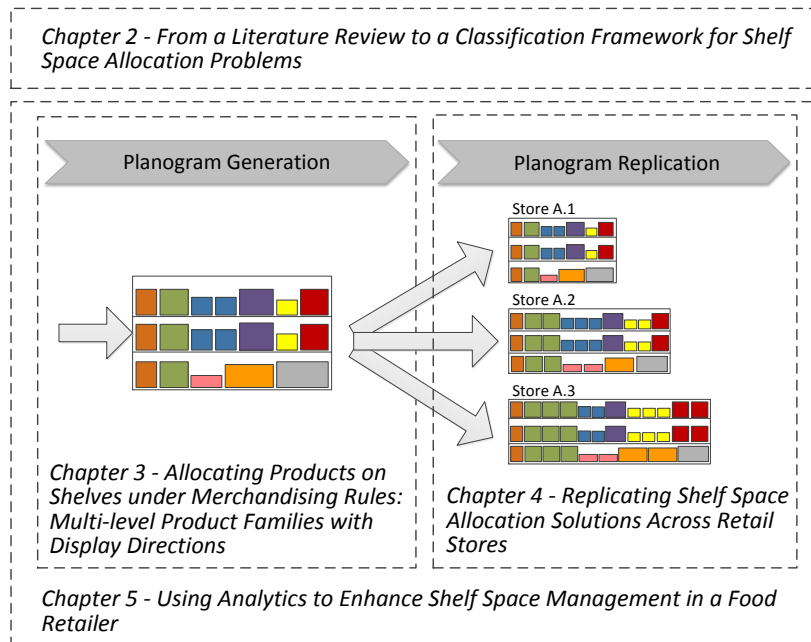 Chapter 2 - From a Literature Review to a Classification Framework for Shelf
Space Allocation Problems
Planogram Generation
Planogram Replication
Store A.1
Store A.2
Store A.3
Chapter 3 - Allocating Products on
Shelves under Merchandising Rules:
Multi-level Product Families with
Display Directions
Chapter 4 - Replicating Shelf Space
Allocation Solutions Across Retail
Stores
Chapter 5 - Using Analytics to Enhance Shelf Space Management in a Food
Retailer